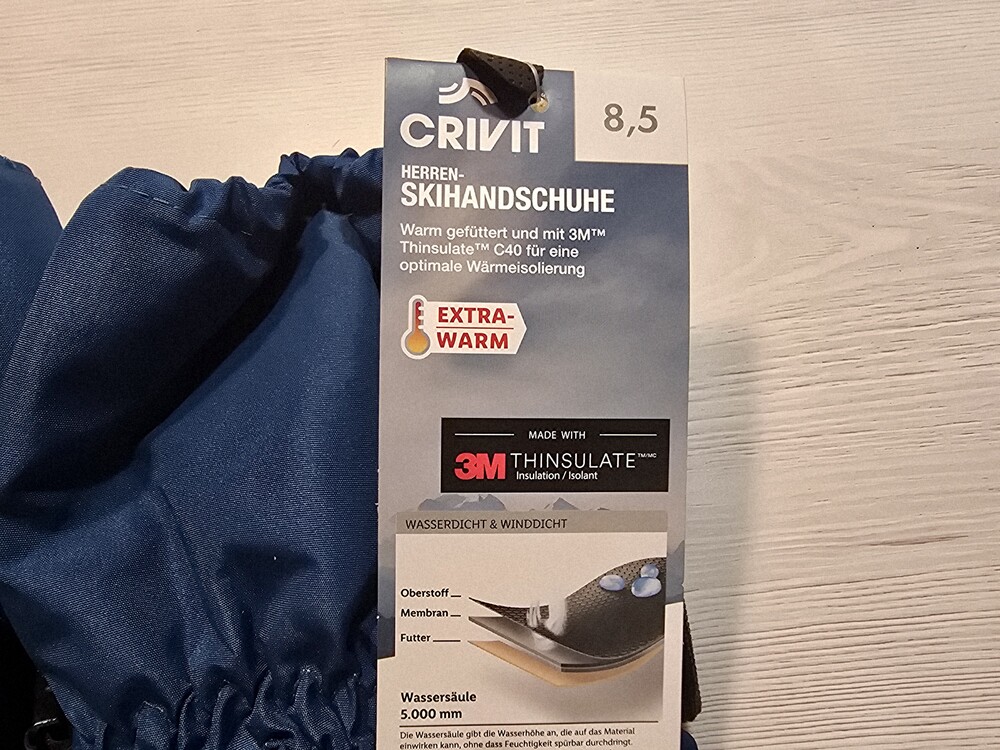 CRIVIT
8,5
HERREN-
SKIHANDSCHUHE
Warm gefüttert und mit 3M™
Thinsulate™ C40 für eine
optimale Wärmeisolierung
EXTRA-
WARM
MADE WITH
3M THINSULATE™/MC
Insulation / Isolant
WASSERDICHT & WINDDICHT
Oberstoff
Membran
Futter
Wassersäule
5.000 mm
Die Wassersäule gibt die Wasserhöhe an, die auf das Material
einwirken kann, ohne dass Feuchtigkeit spürbar durchdringt.